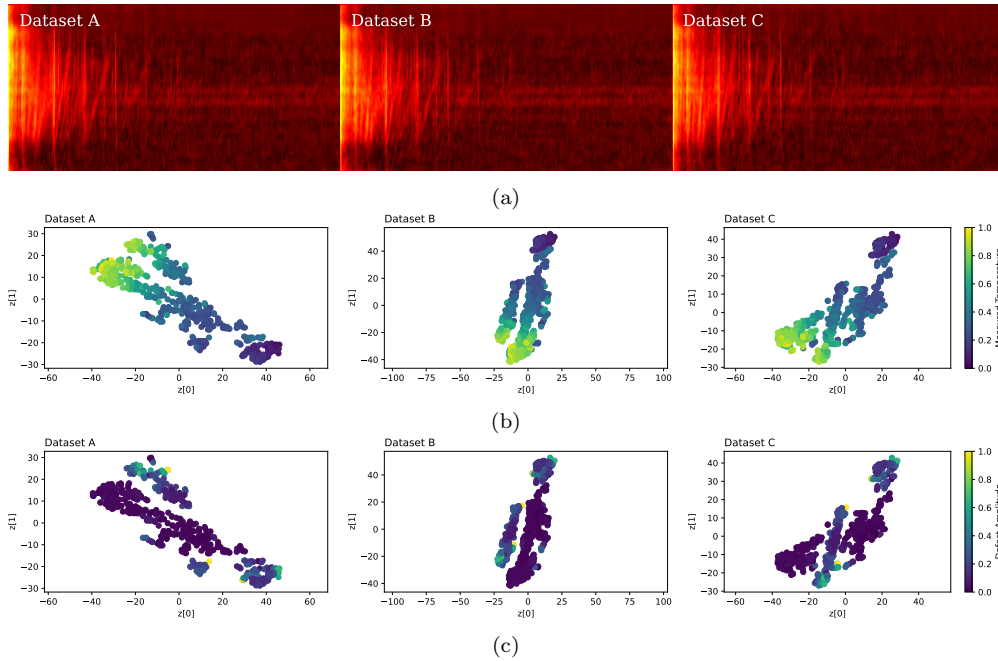 Dataset A Dataset B Dataset C
(a)
Dataset A Dataset B Dataset C
30 20 10 0 −10 −20 −30
z[1]
−60 −40 −20 0 20 40 60
z[0]
40 20 0 −20 −40
z[1]
−100 −75 −50 −25 0 25 50 75 100
z[0]
40 30 20 10 0 −10 −20 −30
z[1]
−40 −20 0 20 40
z[0]
1.0 0.8 0.6 0.4 0.2 0.0
(b)
Dataset A Dataset B Dataset C
30 20 10 0 −10 −20 −30
z[1]
−60 −40 −20 0 20 40 60
z[0]
40 20 0 −20 −40
z[1]
−100 −75 −50 −25 0 25 50 75 100
z[0]
40 30 20 10 0 −10 −20 −30
z[1]
−40 −20 0 20 40
z[0]
1.0 0.8 0.6 0.4 0.2 0.0
(c)